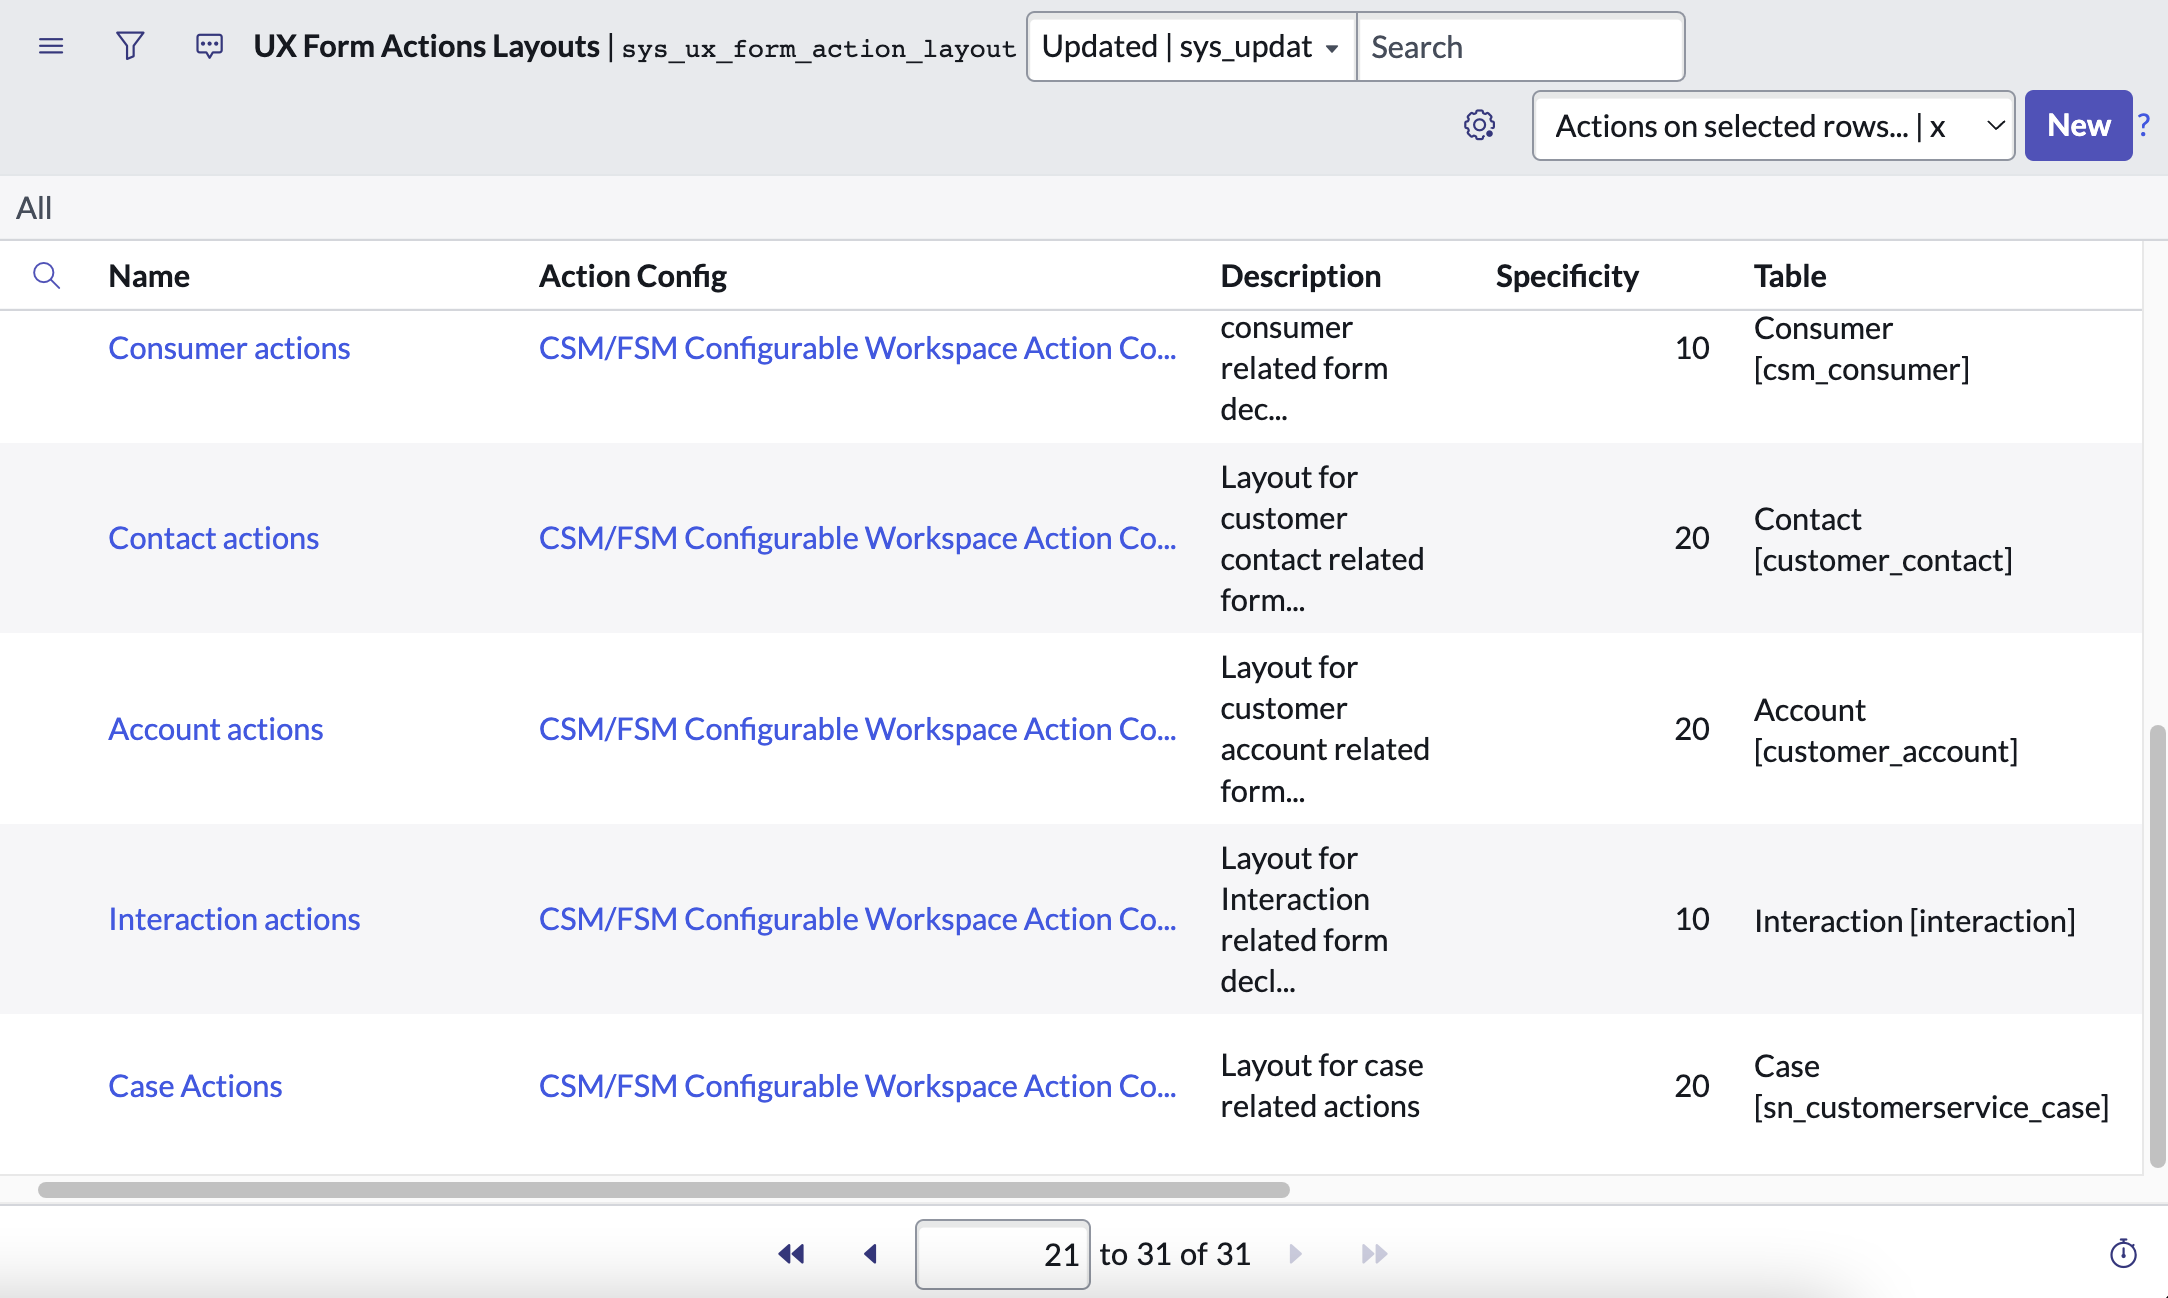 UX Form Actions Layouts | sys_ux_form_action_layout
Updated | sys_updat
Search
Actions on selected rows... | x
New
?
All
Name
Action Config
Description
Specificity
Table
Consumer actions
CSM/FSM Configurable Workspace Action Co...
consumer
related form
dec...
10
Consumer
[csm_consumer]
Contact actions
CSM/FSM Configurable Workspace Action Co...
Layout for
customer
contact related
form...
20
Contact
[customer_contact]
Account actions
CSM/FSM Configurable Workspace Action Co...
Layout for
customer
account related
form...
20
Account
[customer_account]
Interaction actions
CSM/FSM Configurable Workspace Action Co...
Layout for
Interaction
related form
decl...
10
Interaction [interaction]
Case Actions
CSM/FSM Configurable Workspace Action Co...
Layout for case
related actions
20
Case
[sn_customerservice_case]
21 to 31 of 31